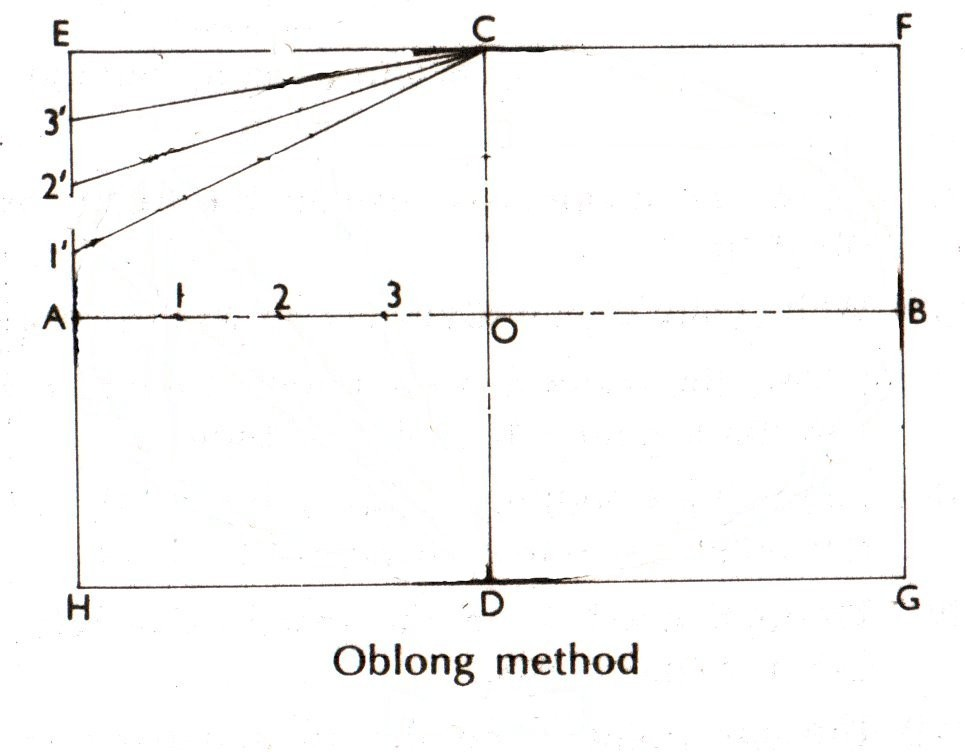 E C F
3'
2'
1'
A 1 2 3 O B
H D G
Oblong method